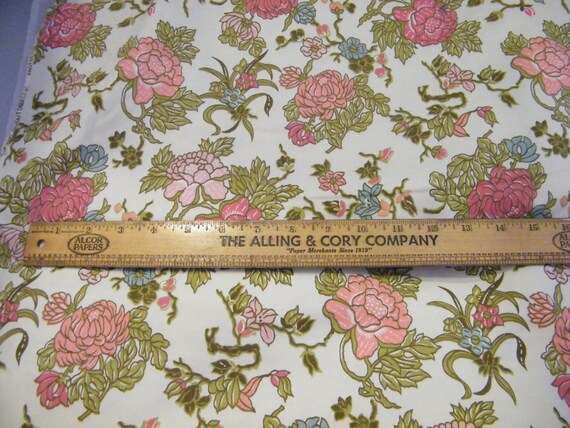 1 2 3 4 5 6 7 8 9 10 11 12 13 14 15
ALCOR
PAPERS
THE ALLING & CORY COMPANY
"Paper Merchants Since 1819"